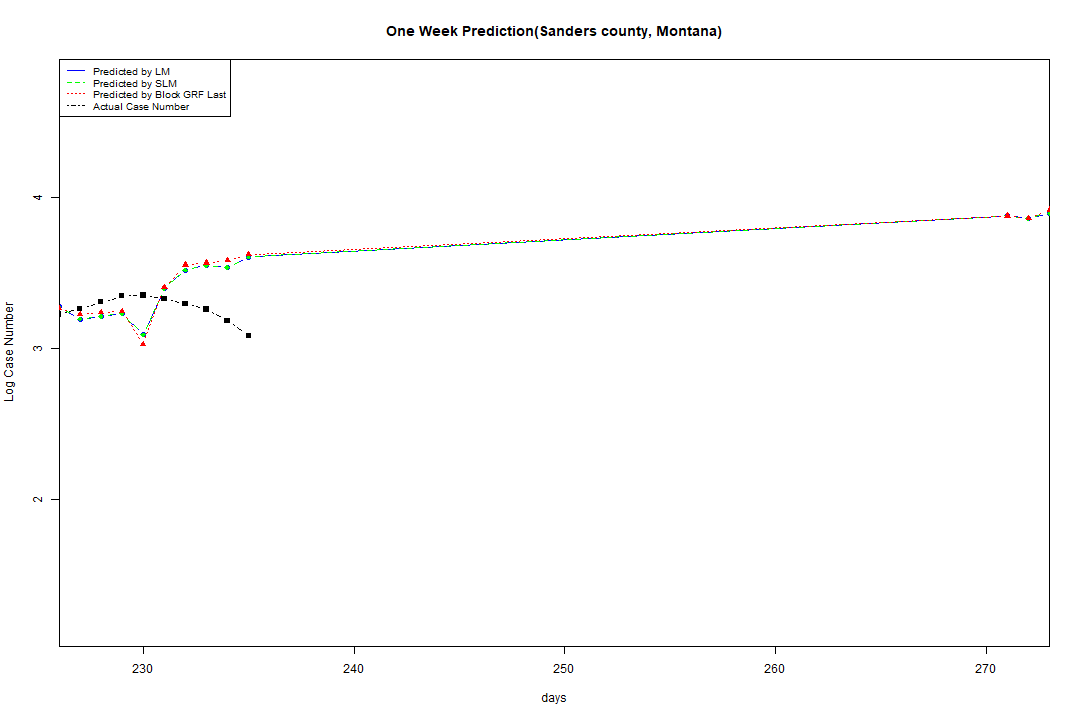 One Week Prediction(Sanders county, Montana)
Predicted by LM
Predicted by SLM
Predicted by Block GRF Last
Actual Case Number
4
3
2
Log Case Number
230 240 250 260 270
days